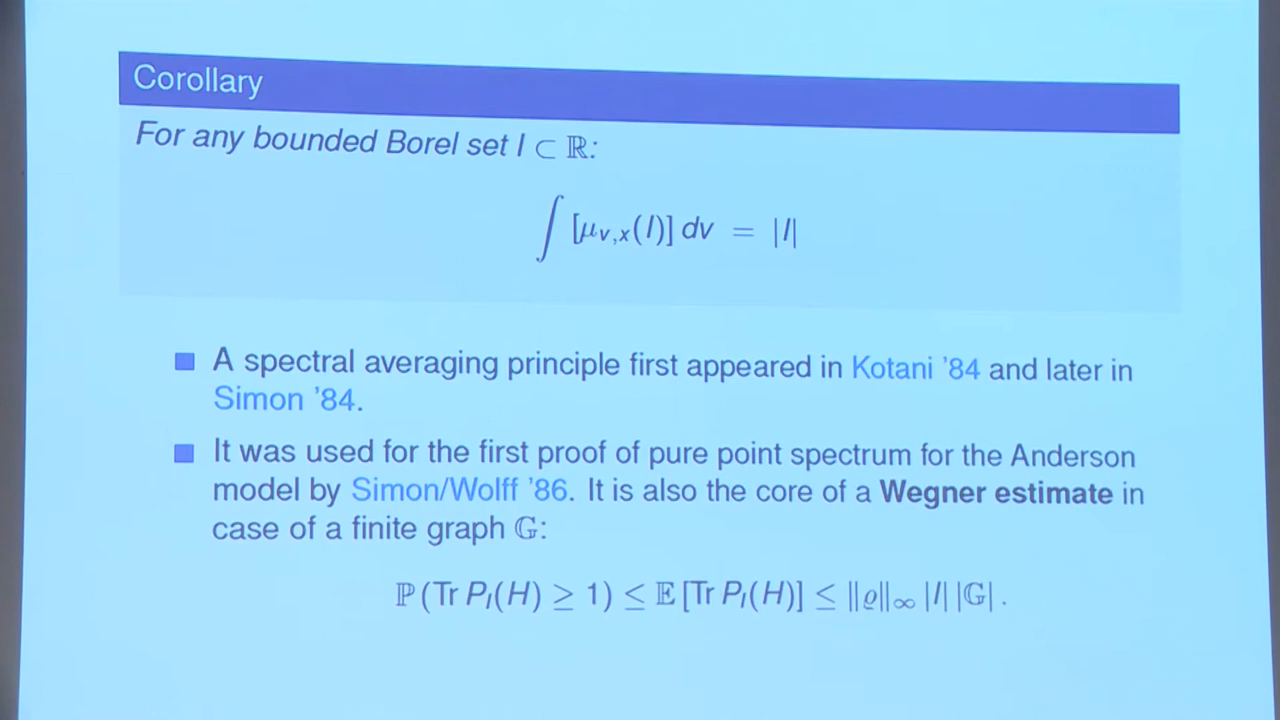 Corollary
For any bounded Borel set I ⊂ ℝ:
∫ [μᵥ,ₓ(I)] dv = |I|
A spectral averaging principle first appeared in Kotani '84 and later in
Simon '84.
It was used for the first proof of pure point spectrum for the Anderson
model by Simon/Wolff '86. It is also the core of a Wegner estimate in
case of a finite graph 𝔾:
ℙ (Tr P_I(H) ≥ 1) ≤ 𝔼 [Tr P_I(H)] ≤ ‖ϱ‖_∞ |I| |𝔾| .